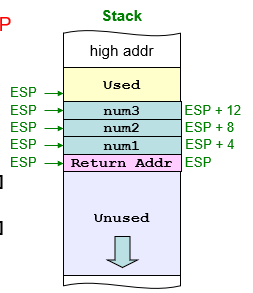 Stack
P
high addr
ESP Used
ESP num3 ESP + 12
ESP num2 ESP + 8
ESP num1 ESP + 4
ESP Return Addr ESP
]
Unused
]